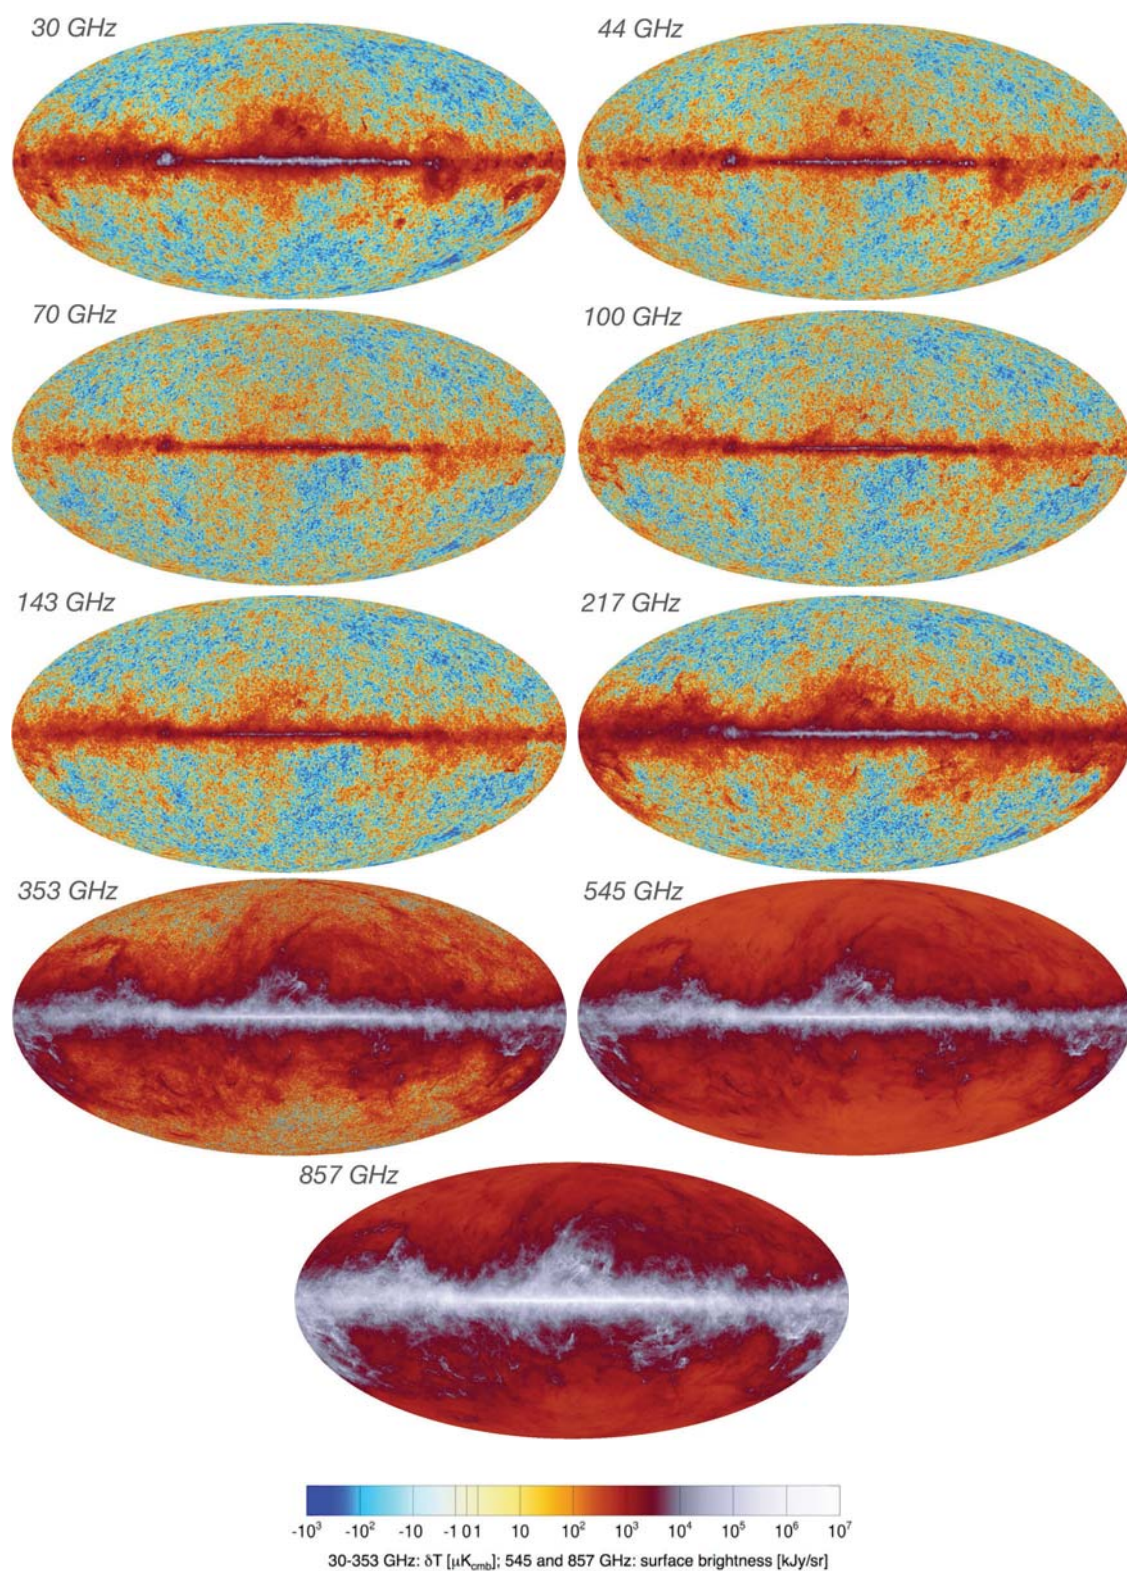 30 GHz
44 GHz
70 GHz
100 GHz
143 GHz
217 GHz
353 GHz
545 GHz
857 GHz
-10³ -10² -10 -1 0 1 10 10² 10³ 10⁴ 10⁵ 10⁶ 10⁷
30-353 GHz: δT [μK_cmb]; 545 and 857 GHz: surface brightness [kJy/sr]